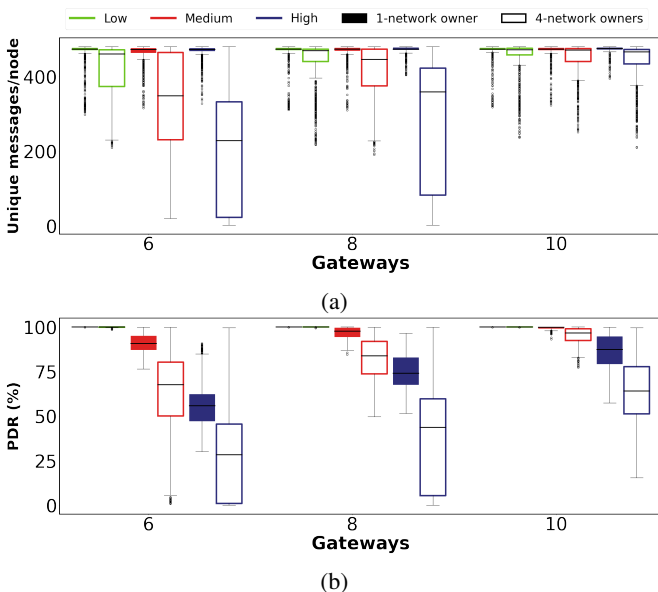 Low Medium High 1-network owner 4-network owners
Unique messages/node
400
200
0
6 8 10
Gateways
(a)
PDR (%)
100
75
50
25
0
6 8 10
Gateways
(b)